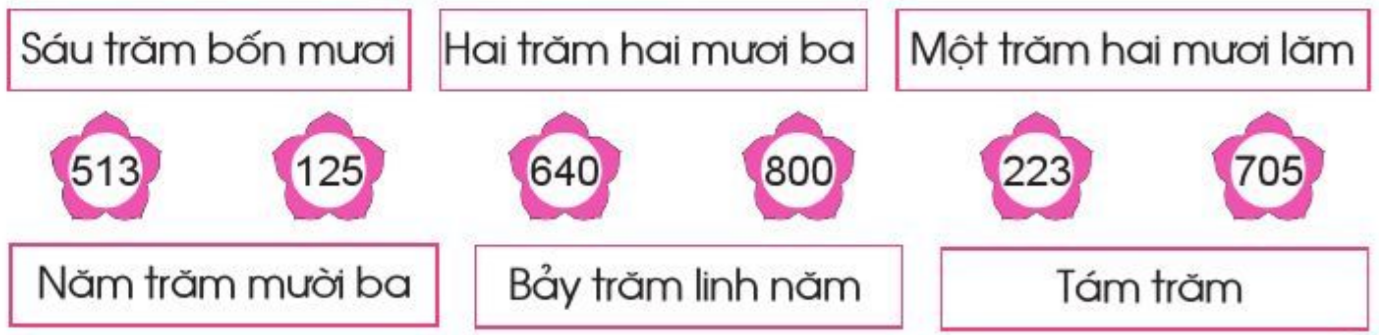 Sáu trăm bốn mươi Hai trăm hai mươi ba Một trăm hai mươi lăm
513 125 640 800 223 705
Năm trăm mười ba Bảy trăm linh năm Tám trăm